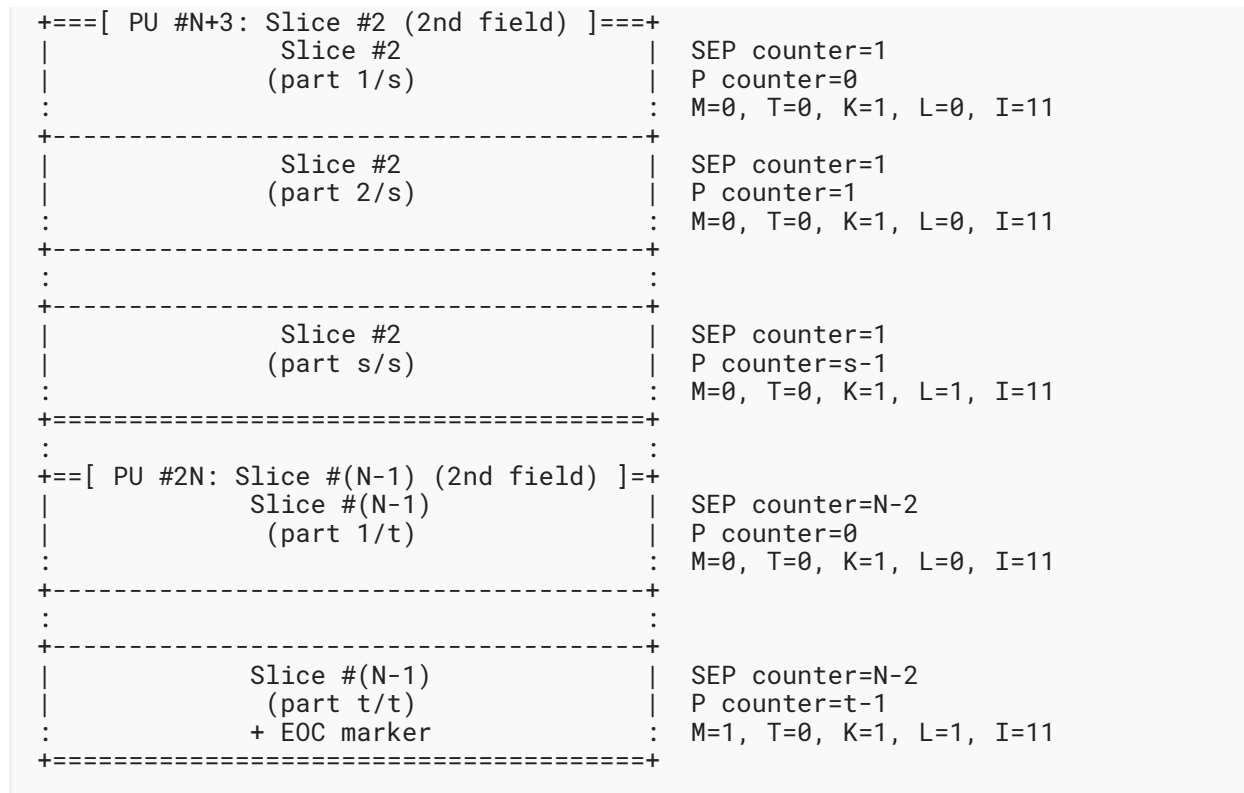 +===[ PU #N+3: Slice #2 (2nd field) ]===+
|               Slice #2                |  SEP counter=1
|              (part 1/s)               |  P counter=0
:                                       :  M=0, T=0, K=1, L=0, I=11
+---------------------------------------+
|               Slice #2                |  SEP counter=1
|              (part 2/s)               |  P counter=1
:                                       :  M=0, T=0, K=1, L=0, I=11
+---------------------------------------+
:                                       :
+---------------------------------------+
|               Slice #2                |  SEP counter=1
|              (part s/s)               |  P counter=s-1
:                                       :  M=0, T=0, K=1, L=1, I=11
+=======================================+
:                                       :
+==[ PU #2N: Slice #(N-1) (2nd field) ]=+
|             Slice #(N-1)              |  SEP counter=N-2
|              (part 1/t)               |  P counter=0
:                                       :  M=0, T=0, K=1, L=0, I=11
+---------------------------------------+
:                                       :
+---------------------------------------+
|             Slice #(N-1)              |  SEP counter=N-2
|              (part t/t)               |  P counter=t-1
:             + EOC marker              :  M=1, T=0, K=1, L=1, I=11
+=======================================+